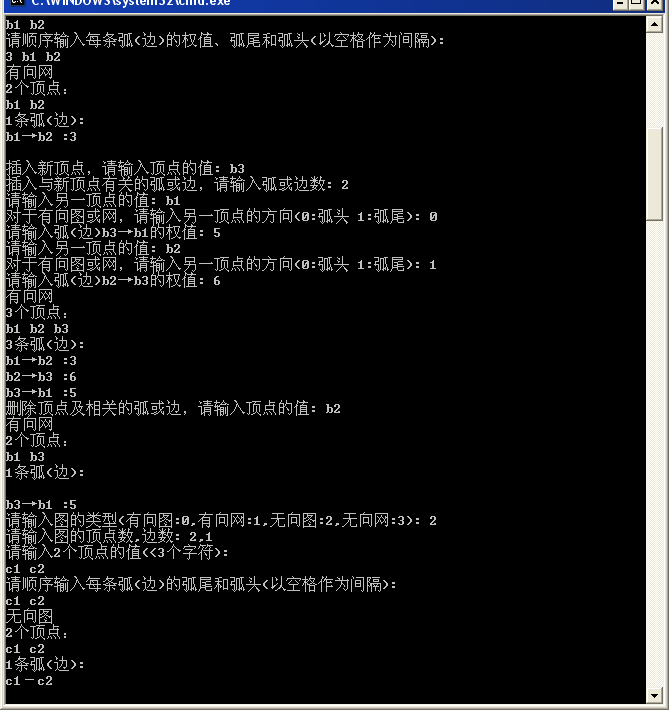 C:\WINDOWS\system32\cmd.exe
b1 b2
请顺序输入每条弧(边)的权值、弧尾和弧头(以空格作为间隔):
3 b1 b2
有向网
2个顶点:
b1 b2
1条弧(边):
b1→b2 :3
插入新顶点，请输入顶点的值: b3
插入与新顶点有关的弧或边，请输入弧或边数: 2
请输入另一顶点的值: b1
对于有向图或网，请输入另一顶点的方向(0:弧头 1:弧尾): 0
请输入弧(边)b3→b1的权值: 5
请输入另一顶点的值: b2
对于有向图或网，请输入另一顶点的方向(0:弧头 1:弧尾): 1
请输入弧(边)b2→b3的权值: 6
有向网
3个顶点:
b1 b2 b3
3条弧(边):
b1→b2 :3
b2→b3 :6
b3→b1 :5
删除顶点及相关的弧或边，请输入顶点的值: b2
有向网
2个顶点:
b1 b3
1条弧(边):
b3→b1 :5
请输入图的类型(有向图:0,有向网:1,无向图:2,无向网:3): 2
请输入图的顶点数,边数: 2,1
请输入2个顶点的值(<3个字符):
c1 c2
请顺序输入每条弧(边)的弧尾和弧头(以空格作为间隔):
c1 c2
无向图
2个顶点:
c1 c2
1条弧(边):
c1－c2